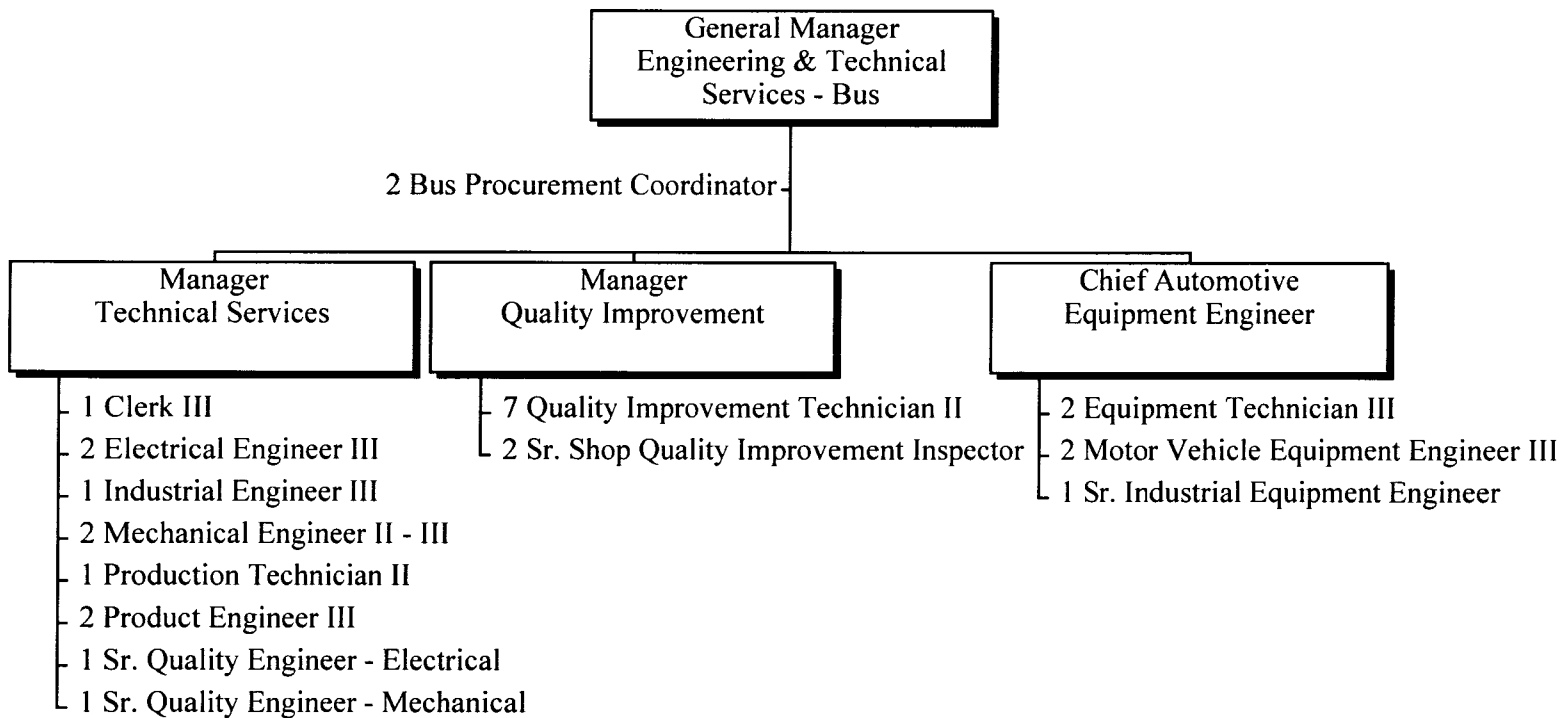 General Manager
Engineering & Technical
Services - Bus
2 Bus Procurement Coordinator
Manager
Technical Services
1 Clerk III
2 Electrical Engineer III
1 Industrial Engineer III
2 Mechanical Engineer II - III
1 Production Technician II
2 Product Engineer III
1 Sr. Quality Engineer - Electrical
1 Sr. Quality Engineer - Mechanical
Manager
Quality Improvement
7 Quality Improvement Technician II
2 Sr. Shop Quality Improvement Inspector
Chief Automotive
Equipment Engineer
2 Equipment Technician III
2 Motor Vehicle Equipment Engineer III
1 Sr. Industrial Equipment Engineer